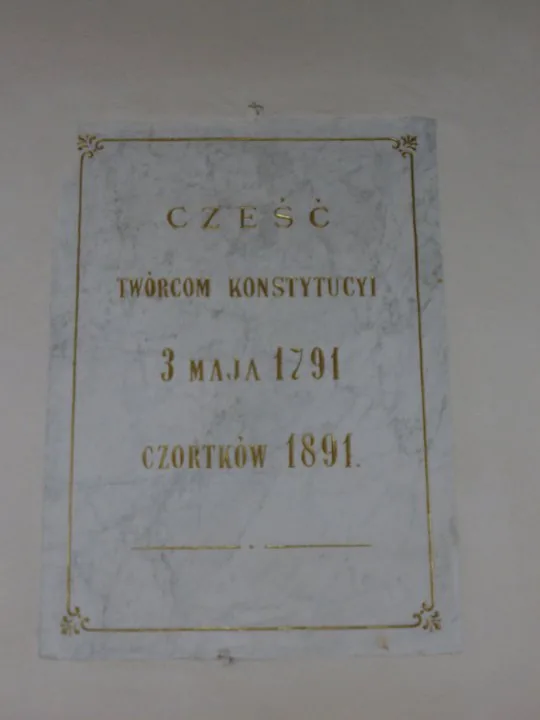 CZEŚĆ
TWÓRCOM KONSTYTUCYI
3 MAJA 1791
CZORTKÓW 1891.